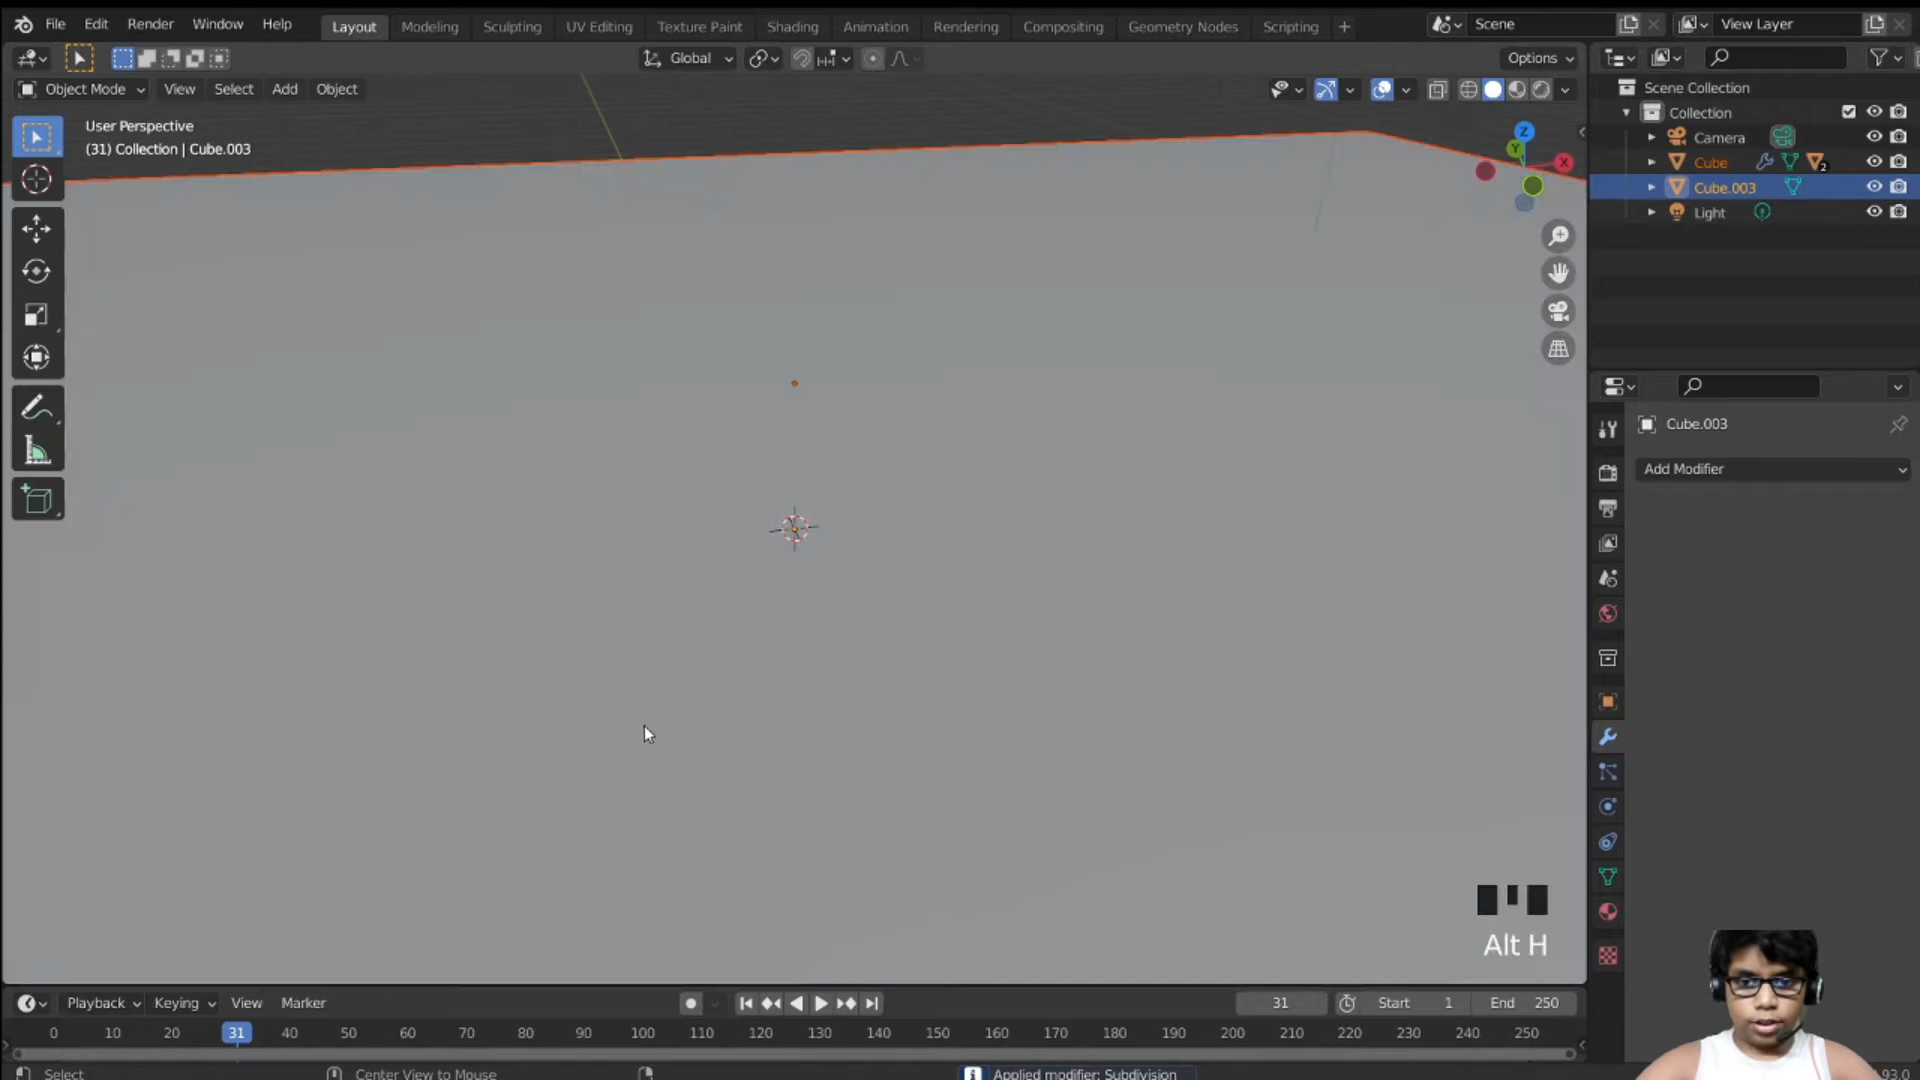 File Edit Render Window Help Layout Modeling Sculpting UV Editing Texture Paint Shading Animation Rendering Compositing Geometry Nodes Scripting + Scene View Layer
Global Options
Object Mode View Select Add Object
Scene Collection
User Perspective
(31) Collection | Cube.003
Z
Y
X
Collection
Camera
Cube 2
Cube.003
Light
Cube.003
Add Modifier
Alt H
Playback Keying View Marker 31 Start 1 End 250
0 10 20 31 40 50 60 70 80 90 100 110 120 130 140 150 160 170 180 190 200 210 220 230 240 250
Select Center View to Mouse Applied modifier: Subdivision .93.0